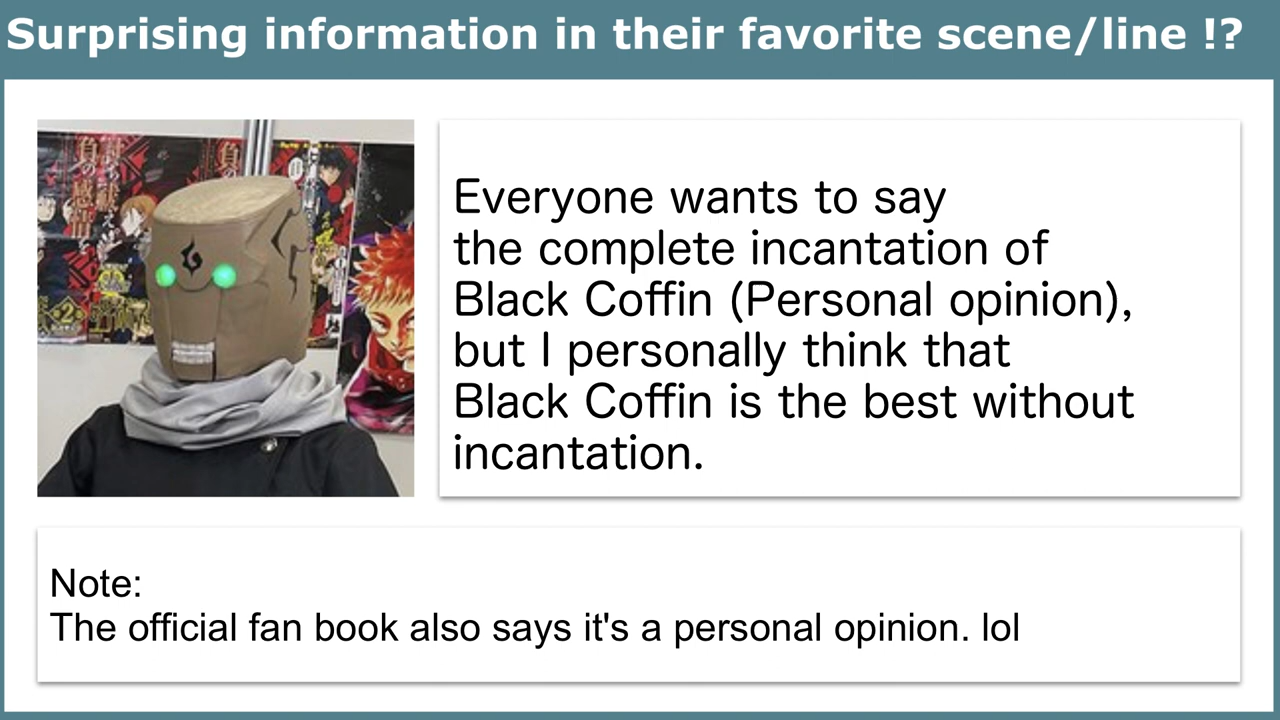 Surprising information in their favorite scene/line !?
Everyone wants to say
the complete incantation of
Black Coffin (Personal opinion),
but I personally think that
Black Coffin is the best without
incantation.
Note:
The official fan book also says it's a personal opinion. lol